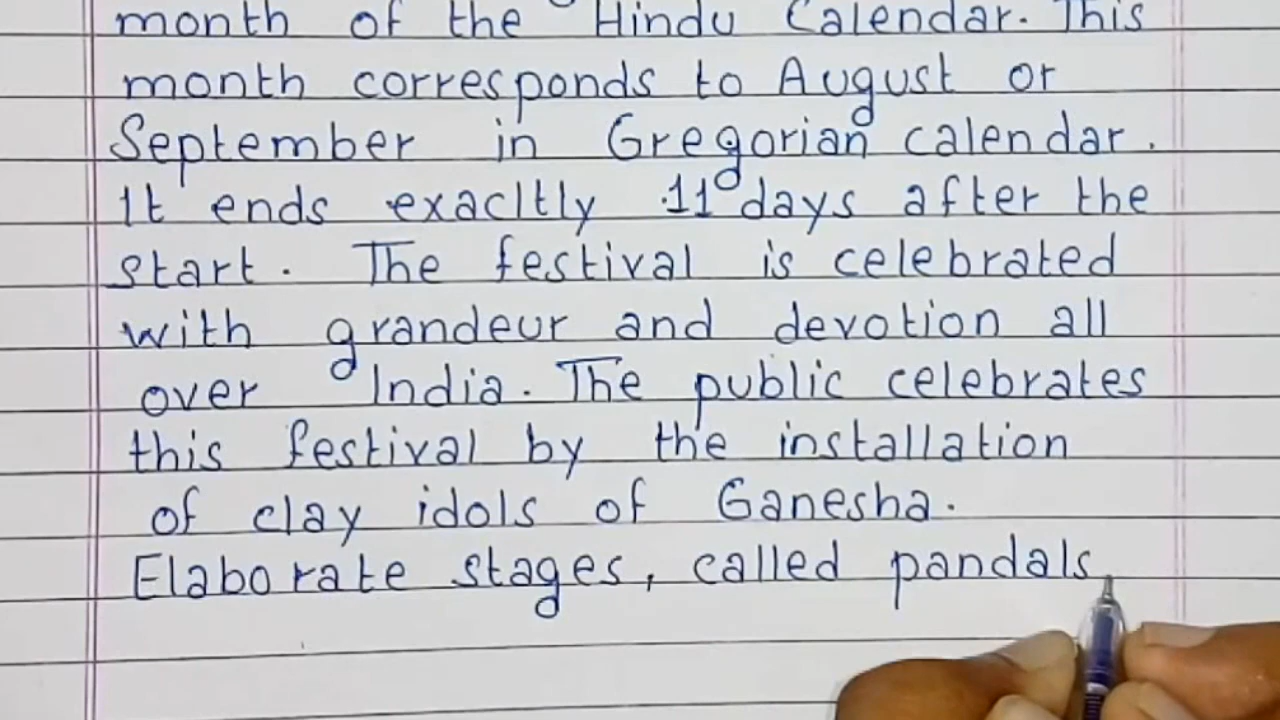 month of the Hindu Calendar. This
month corresponds to August or
September in Gregorian calendar.
It ends exacltly 11 days after the
start. The festival is celebrated
with grandeur and devotion all
over India. The public celebrates
this festival by the installation
of clay idols of Ganesha.
Elaborate stages, called pandals,